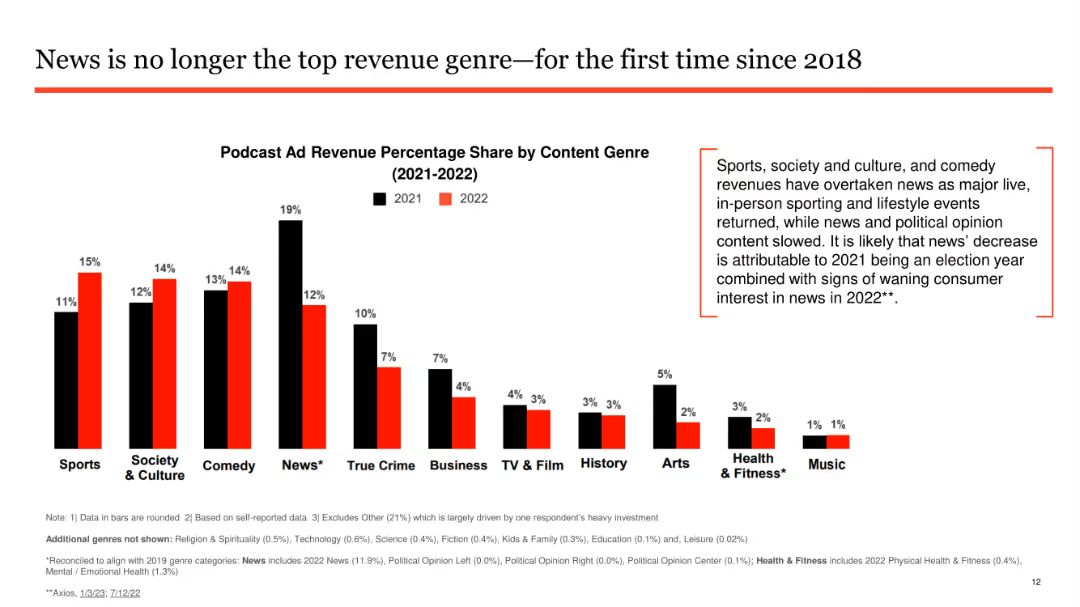 News is no longer the top revenue genre—for the first time since 2018
Podcast Ad Revenue Percentage Share by Content Genre
(2021-2022)
2021 2022
Sports, society and culture, and comedy
revenues have overtaken news as major live,
in-person sporting and lifestyle events
returned, while news and political opinion
content slowed. It is likely that news’ decrease
is attributable to 2021 being an election year
combined with signs of waning consumer
interest in news in 2022**.
11% 15% 12% 14% 13% 14% 19% 12% 10% 7% 7% 4% 4% 3% 3% 3% 5% 2% 3% 2% 1% 1%
Sports
Society
& Culture
Comedy
News*
True Crime
Business
TV & Film
History
Arts
Health
& Fitness*
Music
Note: 1| Data in bars are rounded 2| Based on self-reported data 3| Excludes Other (21%) which is largely driven by one respondent's heavy investment
Additional genres not shown: Religion & Spirituality (0.5%), Technology (0.6%), Science (0.4%), Fiction (0.4%), Kids & Family (0.3%), Education (0.1%) and, Leisure (0.02%)
*Reconciled to align with 2019 genre categories: News includes 2022 News (11.9%), Political Opinion Left (0.0%), Political Opinion Right (0.0%), Political Opinion Center (0.1%); Health & Fitness includes 2022 Physical Health & Fitness (0.4%),
Mental / Emotional Health (1.3%)
**Axios, 1/3/23; 7/12/22
12